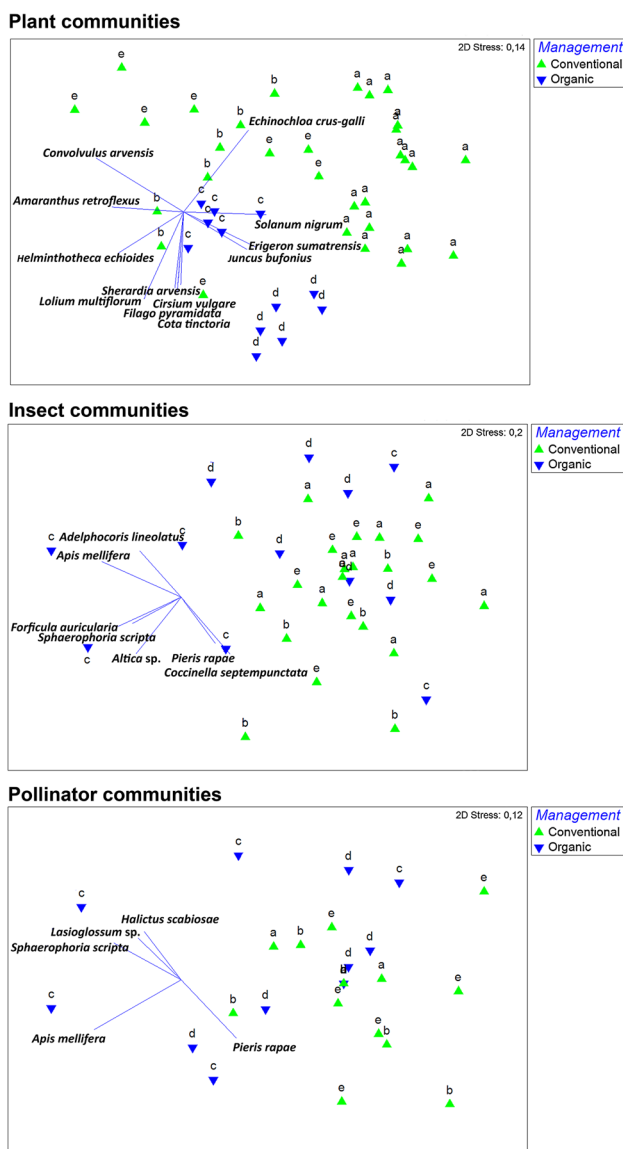 Plant communities
2D Stress: 0,14
Management
Conventional
Organic
e
a
a
a
b
e
e
e
b
a
a
Echinochloa crus-galli
b
e
e
a
a
a
a
Convolvulus arvensis
b
e
Amaranthus retroflexus
c
a
a
b
c
c
c
Solanum nigrum
a
a
b
c
c
Erigeron sumatrensis
a
a
a
Helminthotheca echioides
Juncus bufonius
a
Sherardia arvensis
e
d
d
Lolium multiflorum
Cirsium vulgare
d
Filago pyramidata
Cota tinctoria
d
d
d
Insect communities
2D Stress: 0,2
Management
Conventional
Organic
d
c
d
d
a
a
Adelphocoris lineolatus
b
e
a
e
c
c
Apis mellifera
d
e
a
a
b
a
e
d
e
a
a
e
d
a
Forficula auricularia
Sphaerophoria scripta
b
b
c
Altica sp.
Pieris rapae
c
a
Coccinella septempunctata
e
c
b
b
Pollinator communities
2D Stress: 0,12
Management
Conventional
Organic
c
d
c
e
c
Halictus scabiosae
e
Lasioglossum sp.
a
b
d
Sphaerophoria scripta
d
a
e
c
b
d
e
Apis mellifera
d
e
b
Pieris rapae
c
e
b